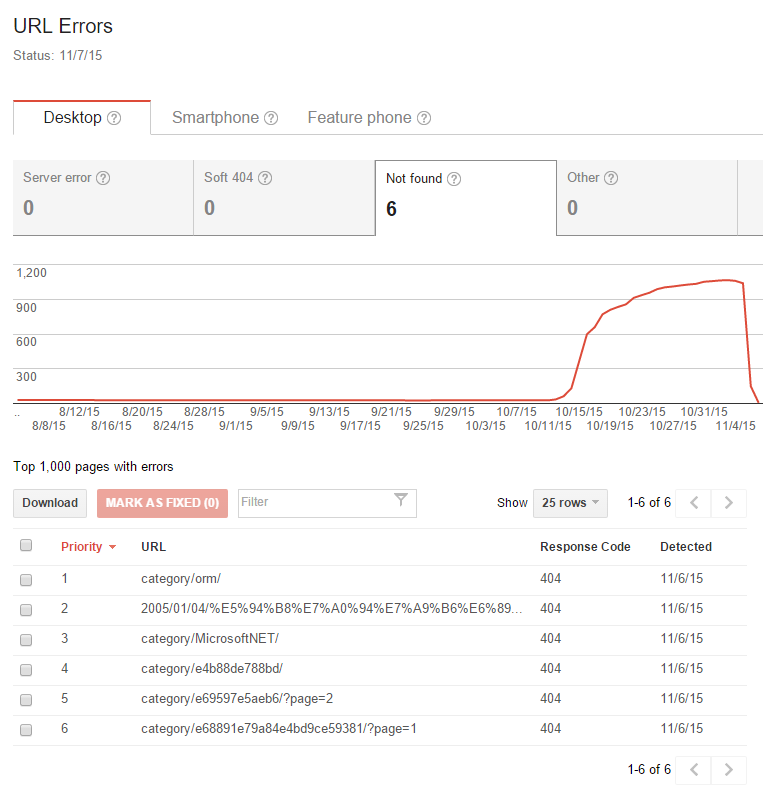 URL Errors
Status: 11/7/15
Desktop ? Smartphone ? Feature phone ?
Server error ? Soft 404 ? Not found ? Other ?
0 0 6 0
1,200
900
600
300
.. 8/12/15 8/20/15 8/28/15 9/5/15 9/13/15 9/21/15 9/29/15 10/7/15 10/15/15 10/23/15 10/31/15
8/8/15 8/16/15 8/24/15 9/1/15 9/9/15 9/17/15 9/25/15 10/3/15 10/11/15 10/19/15 10/27/15 11/4/15
Top 1,000 pages with errors
Download MARK AS FIXED (0) Filter Show 25 rows 1-6 of 6
Priority URL Response Code Detected
1 category/orm/ 404 11/6/15
2 2005/01/04/%E5%94%B8%E7%A0%94%E7%A9%B6%E6%89... 404 11/6/15
3 category/MicrosoftNET/ 404 11/6/15
4 category/e4b88de788bd/ 404 11/6/15
5 category/e69597e5aeb6/?page=2 404 11/6/15
6 category/e68891e79a84e4bd9ce59381/?page=1 404 11/6/15
1-6 of 6